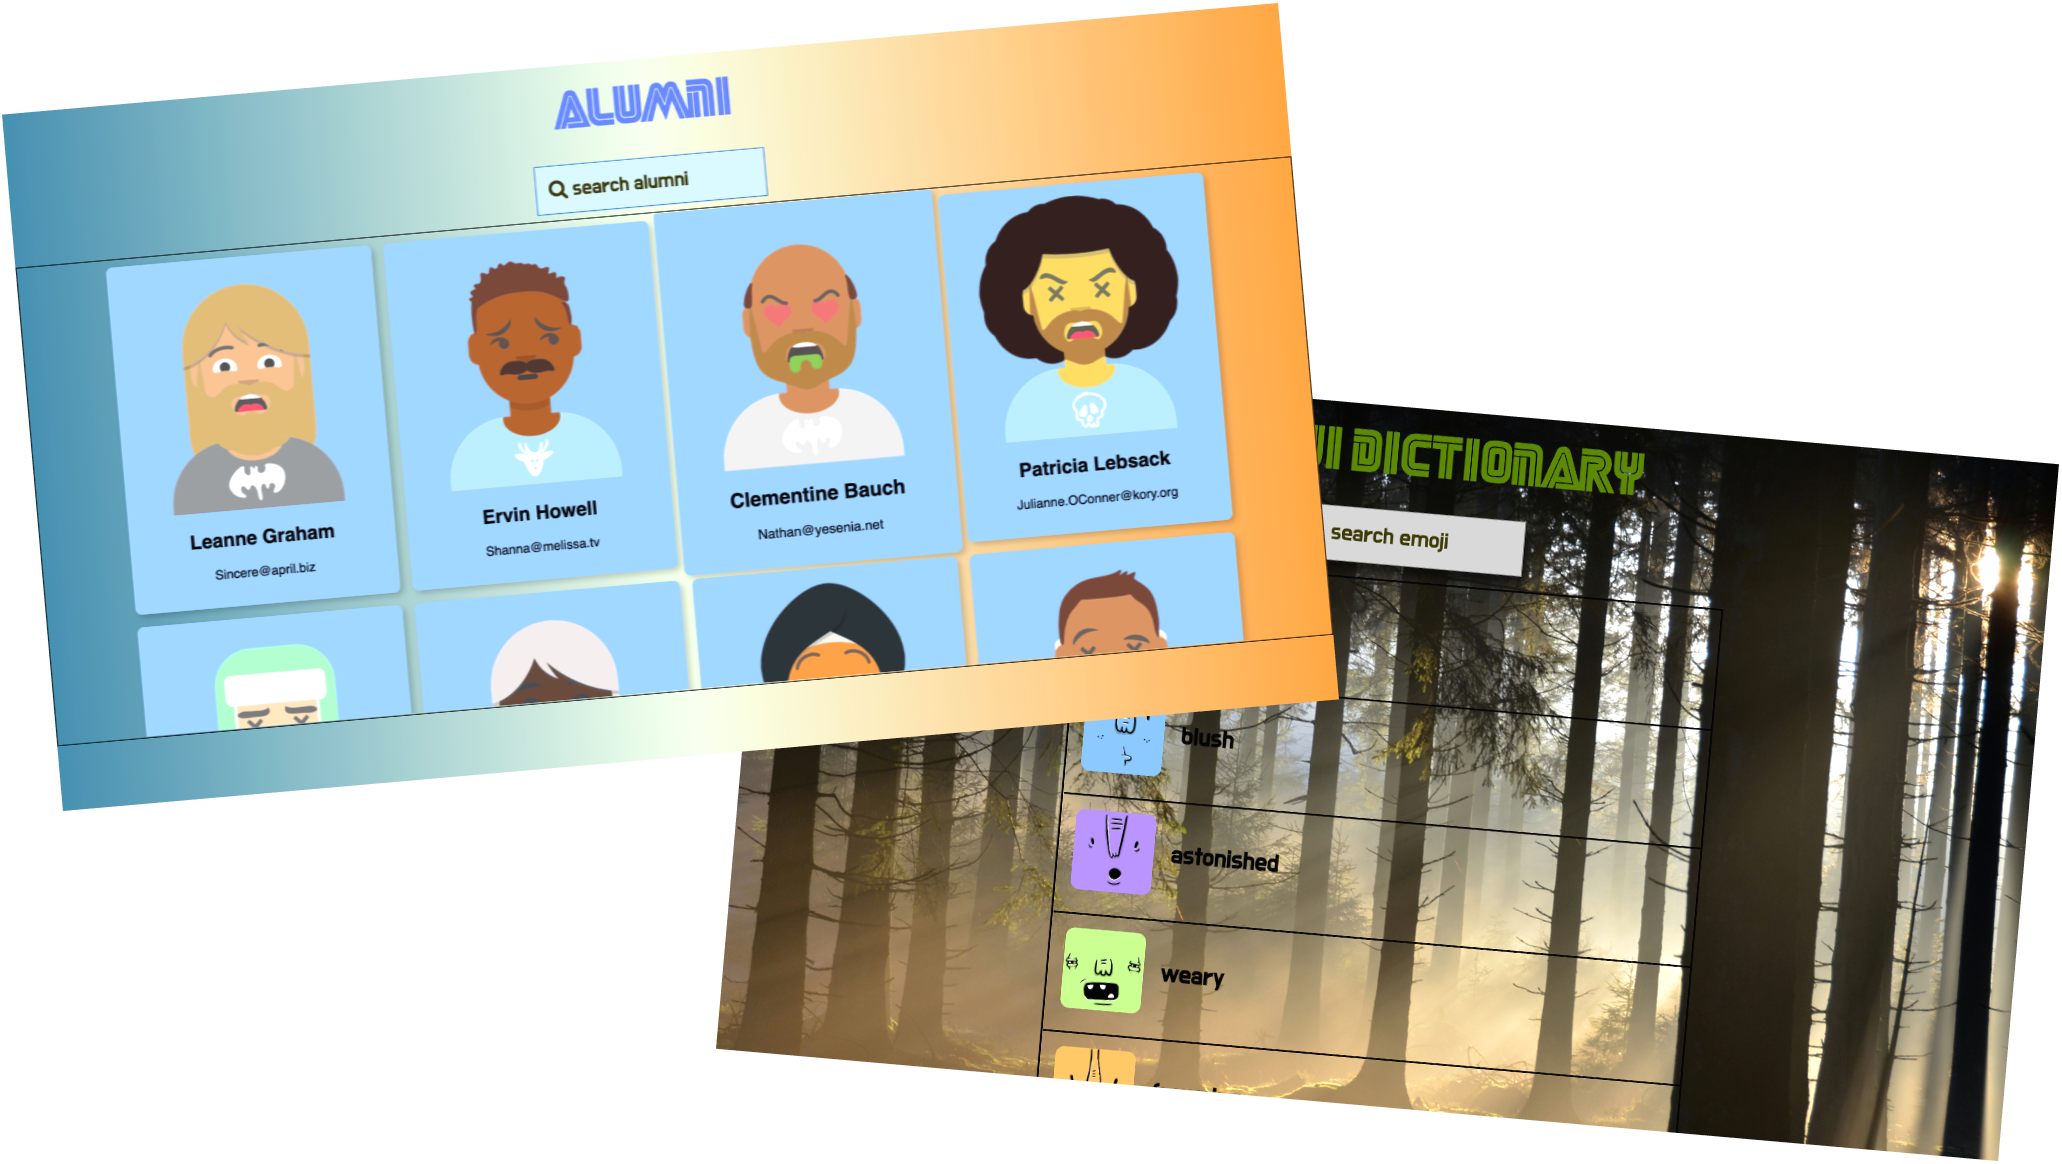 ALUMNI
search alumni
Leanne Graham
Sincere@april.biz
Ervin Howell
Shanna@melissa.tv
Clementine Bauch
Nathan@yesenia.net
Patricia Lebsack
Julianne.OConner@kory.org
DICTIONARY
search emoji
blush
astonished
weary